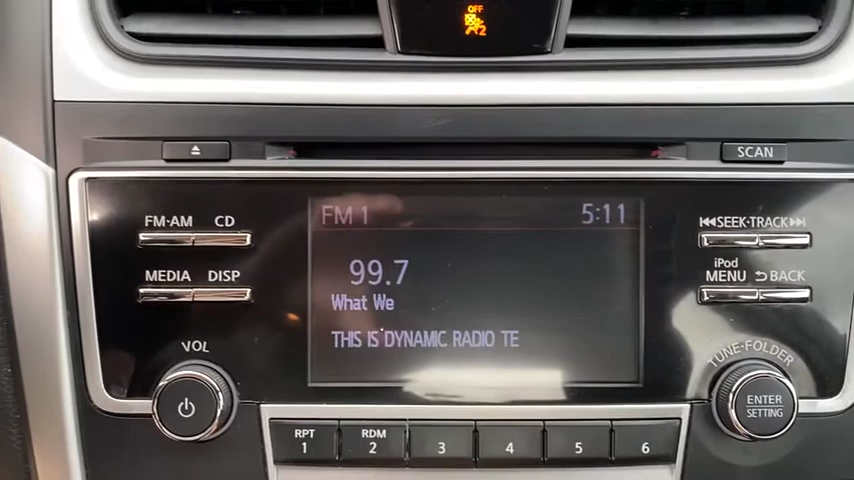 OFF
2
SCAN
FM·AM CD
FM 1 5:11
SEEK·TRACK
MEDIA DISP
99.7
iPod
MENU BACK
What We
THIS IS DYNAMIC RADIO TE
VOL
TUNE·FOLDER
ENTER
SETTING
RPT RDM
1 2 3 4 5 6